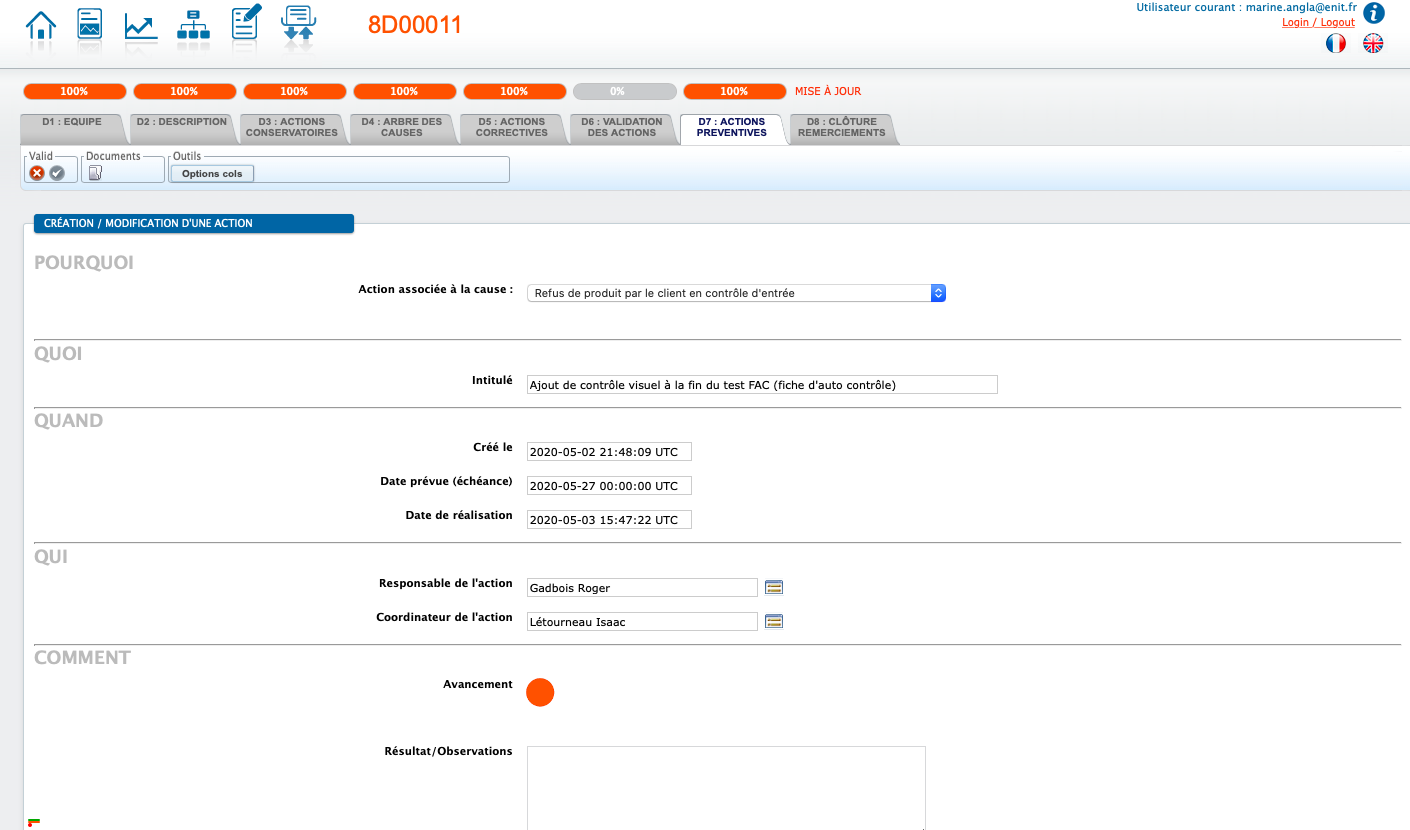 8D00011
Utilisateur courant : marine.angla@enit.fr
Login / Logout
100% 100% 100% 100% 100% 0% 100% MISE À JOUR
D1 : EQUIPE
D2 : DESCRIPTION
D3 : ACTIONS
CONSERVATOIRES
D4 : ARBRE DES
CAUSES
D5 : ACTIONS
CORRECTIVES
D6 : VALIDATION
DES ACTIONS
D7 : ACTIONS
PREVENTIVES
D8 : CLÔTURE
REMERCIEMENTS
Valid
Documents
Outils
Options cols
CRÉATION / MODIFICATION D'UNE ACTION
POURQUOI
Action associée à la cause : Refus de produit par le client en contrôle d'entrée
QUOI
Intitulé Ajout de contrôle visuel à la fin du test FAC (fiche d'auto contrôle)
QUAND
Créé le 2020-05-02 21:48:09 UTC
Date prévue (échéance) 2020-05-27 00:00:00 UTC
Date de réalisation 2020-05-03 15:47:22 UTC
QUI
Responsable de l'action Gadbois Roger
Coordinateur de l'action Létourneau Isaac
COMMENT
Avancement
Résultat/Observations